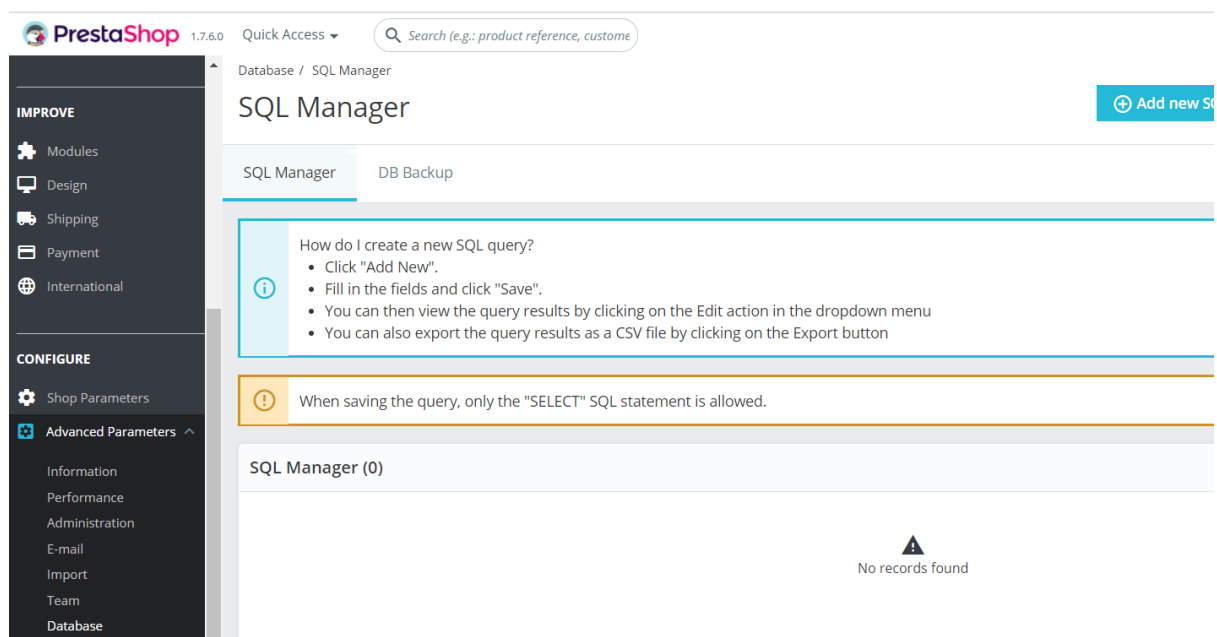 PrestaShop 1.7.6.0 Quick Access Search (e.g.: product reference, custome
Database / SQL Manager
SQL Manager
Add new SQ
SQL Manager DB Backup
IMPROVE
Modules
Design
Shipping
Payment
International
CONFIGURE
Shop Parameters
Advanced Parameters
Information
Performance
Administration
E-mail
Import
Team
Database
How do I create a new SQL query?
• Click "Add New".
• Fill in the fields and click "Save".
• You can then view the query results by clicking on the Edit action in the dropdown menu
• You can also export the query results as a CSV file by clicking on the Export button
When saving the query, only the "SELECT" SQL statement is allowed.
SQL Manager (0)
No records found